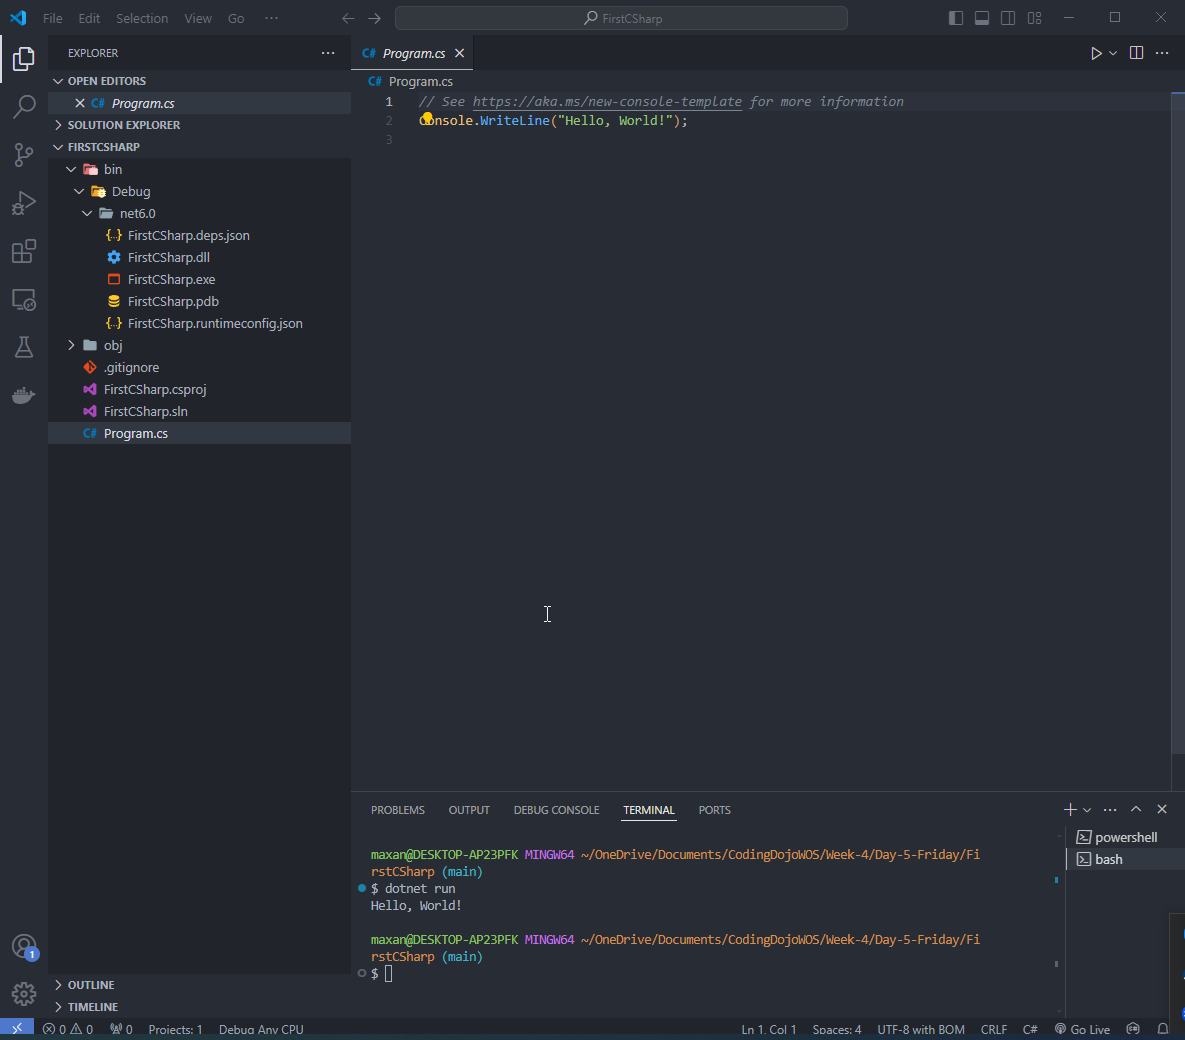 File Edit Selection View Go ···
FirstCSharp
EXPLORER ···
OPEN EDITORS
C# Program.cs
SOLUTION EXPLORER
FIRSTCSHARP
bin
Debug
net6.0
{..} FirstCSharp.deps.json
FirstCSharp.dll
FirstCSharp.exe
FirstCSharp.pdb
{..} FirstCSharp.runtimeconfig.json
obj
.gitignore
FirstCSharp.csproj
FirstCSharp.sln
C# Program.cs
OUTLINE
TIMELINE
C# Program.cs
C# Program.cs
1 // See https://aka.ms/new-console-template for more information
2 Console.WriteLine("Hello, World!");
3
PROBLEMS OUTPUT DEBUG CONSOLE TERMINAL PORTS
maxan@DESKTOP-AP23PFK MINGW64 ~/OneDrive/Documents/CodingDojoWOS/Week-4/Day-5-Friday/Fi
rstCSharp (main)
$ dotnet run
Hello, World!
maxan@DESKTOP-AP23PFK MINGW64 ~/OneDrive/Documents/CodingDojoWOS/Week-4/Day-5-Friday/Fi
rstCSharp (main)
$
powershell
bash
1
0 0 0 Projects: 1 Debug Any CPU Ln 1, Col 1 Spaces: 4 UTF-8 with BOM CRLF C# Go Live